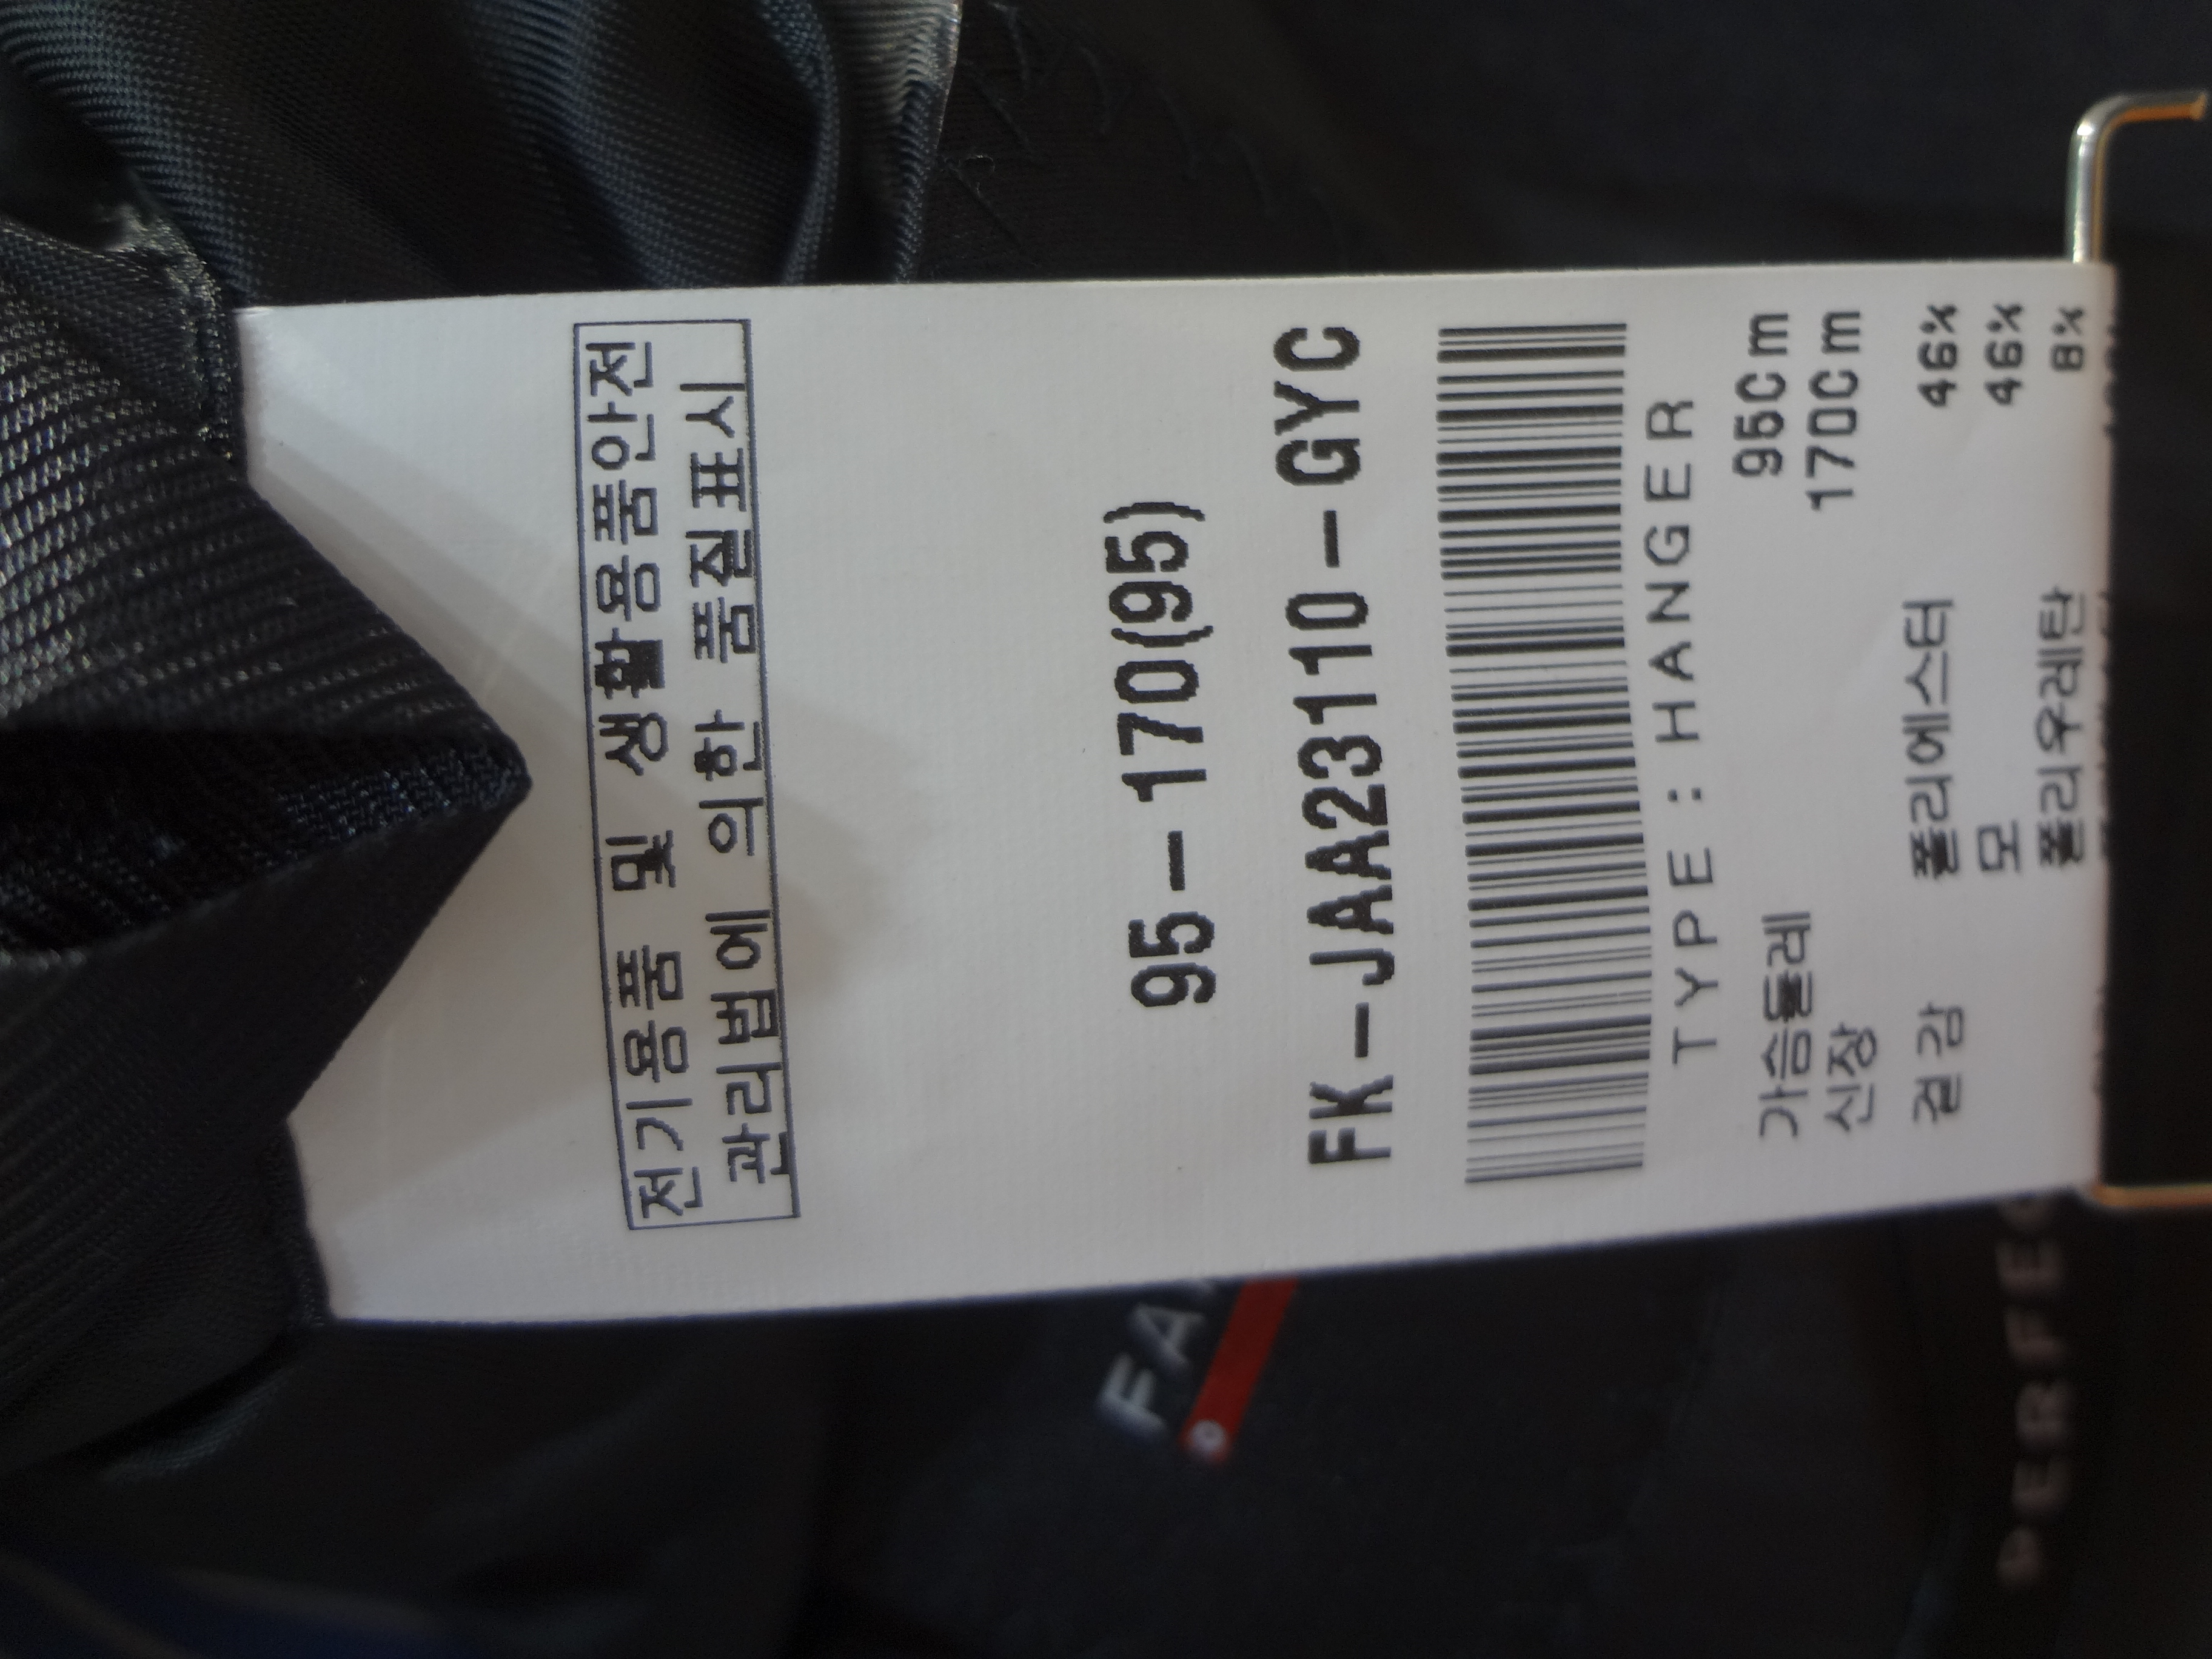 전기용품 및 생활용품안전
관리법에 의한 품질표시
95-170(95)
FK-JAA2310-GYC
TYPE : HANGER
가슴둘레 95Cm
신장 170Cm
겉감 폴리에스터 46%
모 46%
폴리우레탄 8%